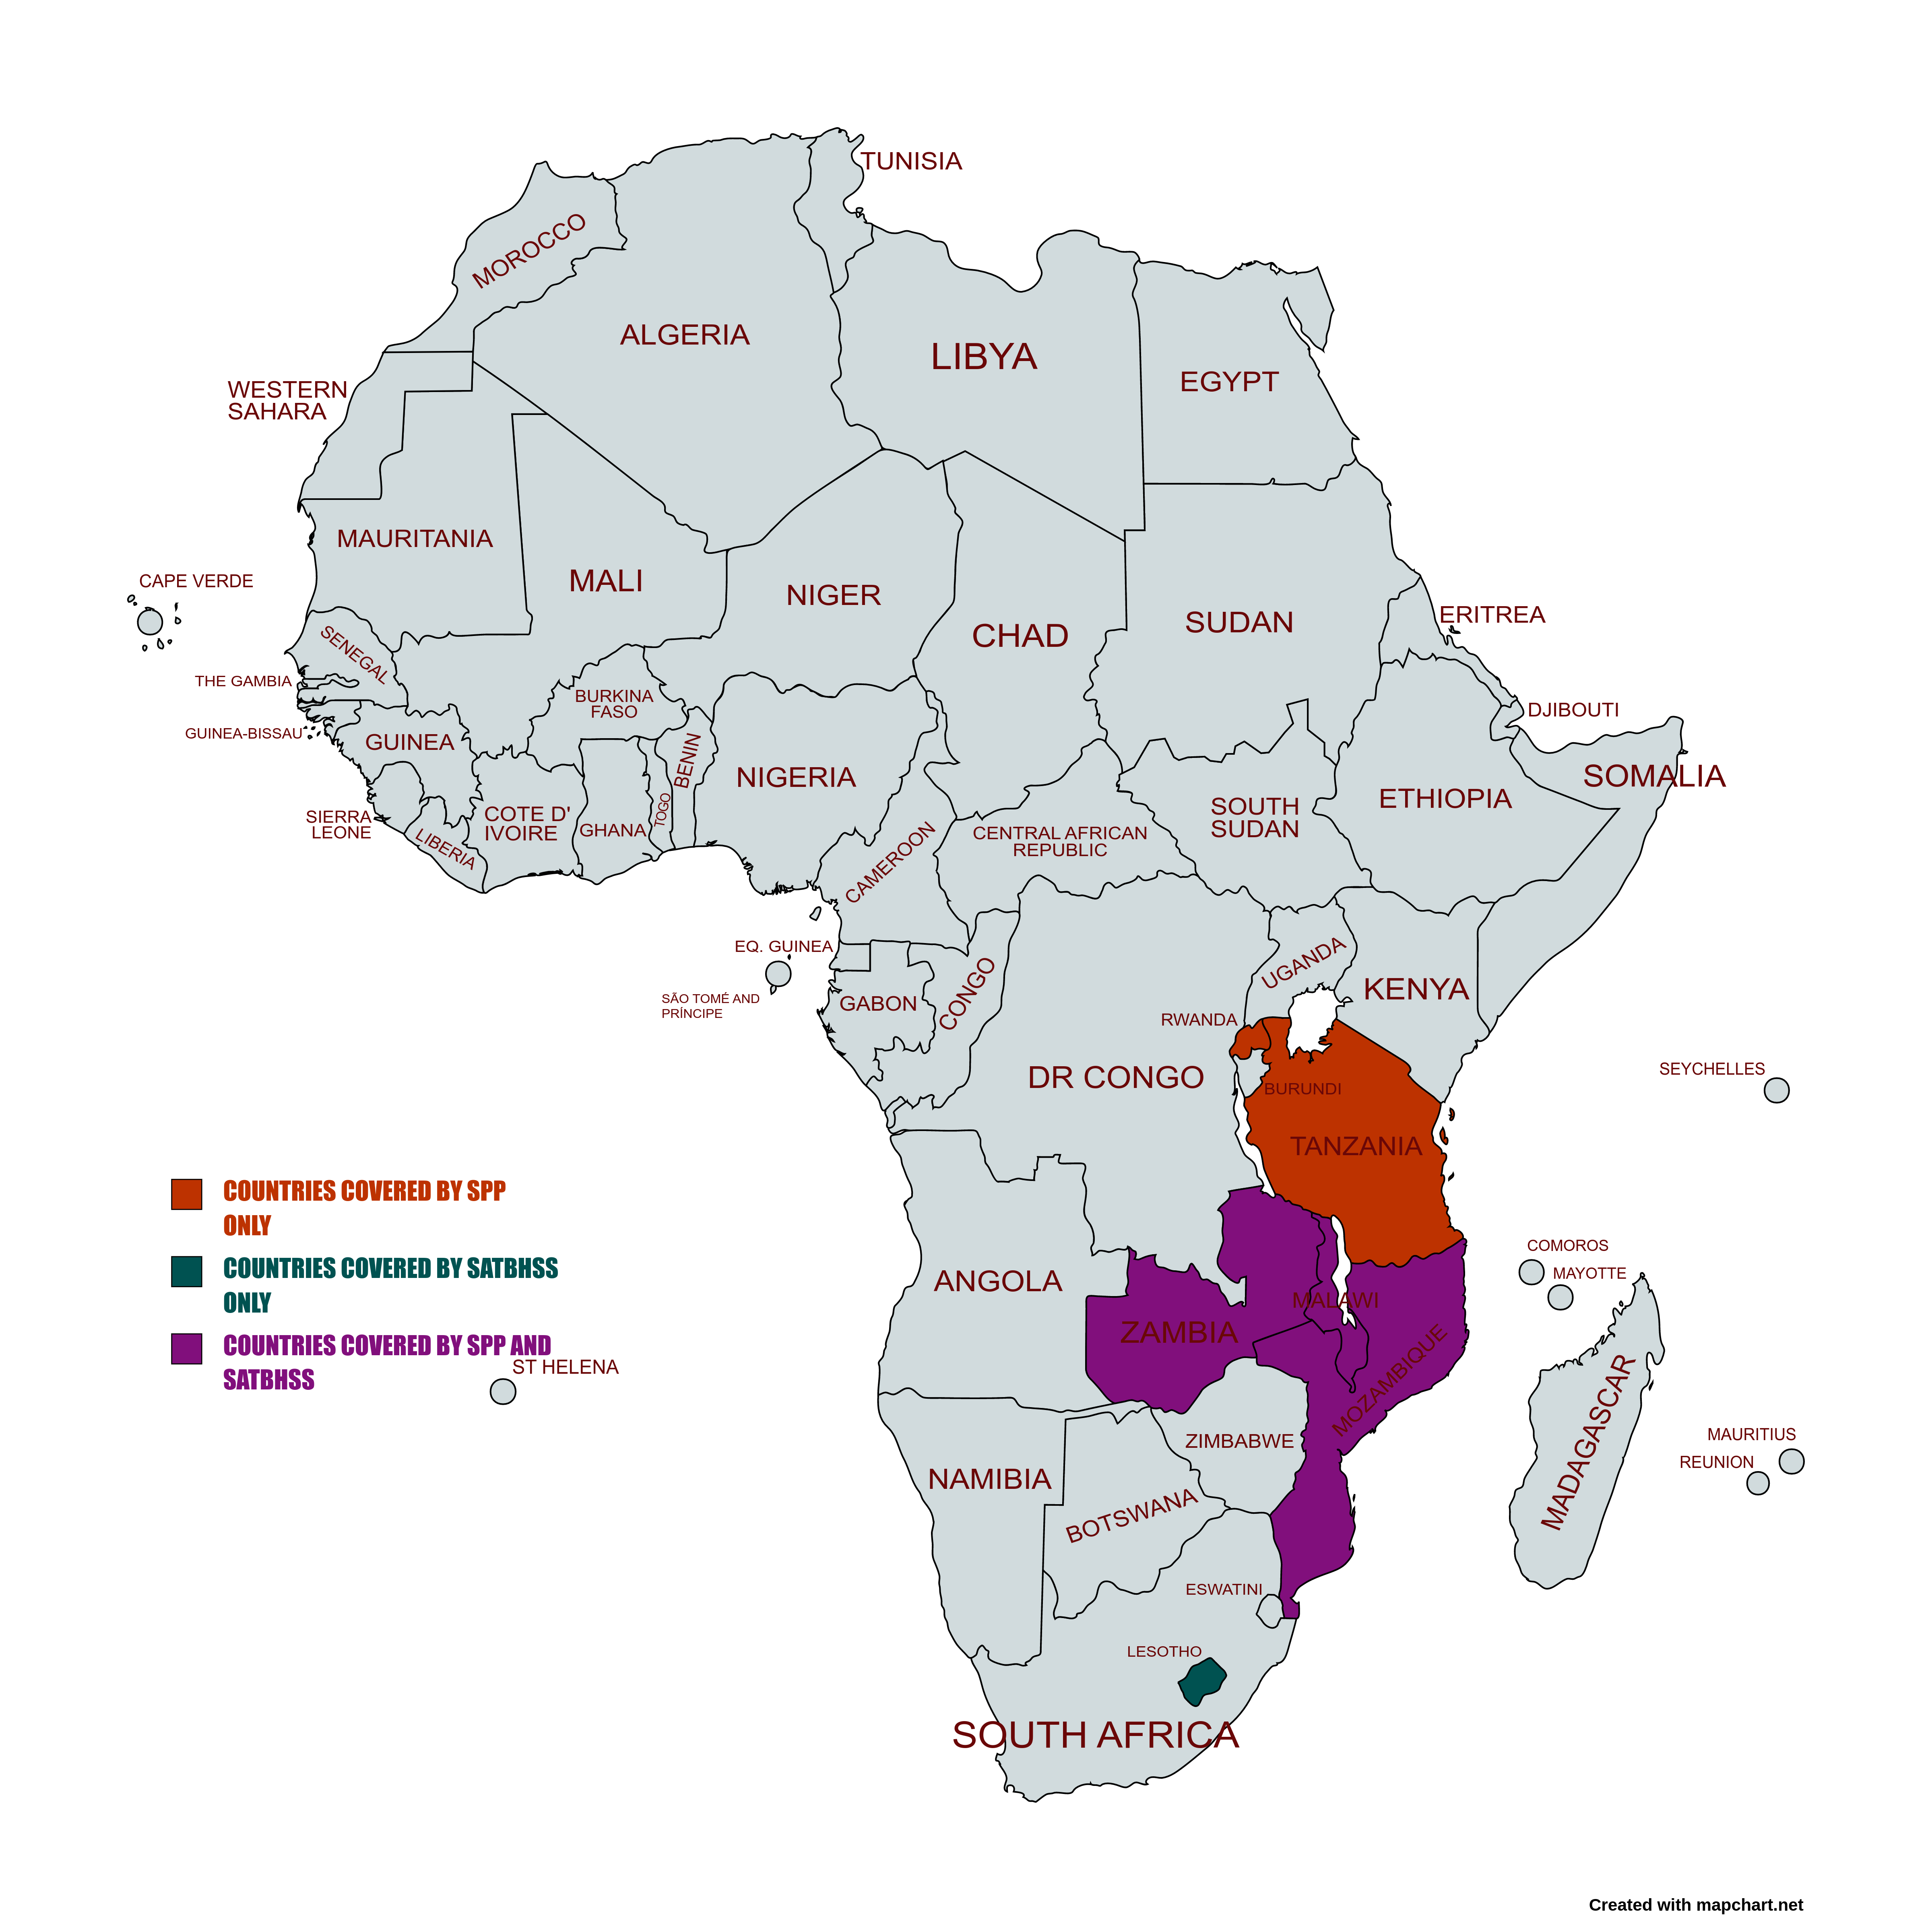 TUNISIA
MOROCCO
ALGERIA
LIBYA
EGYPT
WESTERN
SAHARA
MAURITANIA
MALI
NIGER
CHAD
SUDAN
ERITREA
CAPE VERDE
SENEGAL
THE GAMBIA
GUINEA-BISSAU
GUINEA
BURKINA
FASO
BENIN
TOGO
NIGERIA
DJIBOUTI
SOMALIA
ETHIOPIA
SOUTH
SUDAN
SIERRA
LEONE
LIBERIA
COTE D'
IVOIRE
GHANA
CENTRAL AFRICAN
REPUBLIC
CAMEROON
EQ. GUINEA
SÃO TOMÉ AND
PRÍNCIPE
GABON
CONGO
UGANDA
KENYA
RWANDA
DR CONGO
BURUNDI
TANZANIA
SEYCHELLES
COUNTRIES COVERED BY SPP
ONLY
COUNTRIES COVERED BY SATBHSS
ONLY
COUNTRIES COVERED BY SPP AND
SATBHSS
ST HELENA
ANGOLA
ZAMBIA
MALAWI
MOZAMBIQUE
COMOROS
MAYOTTE
MADAGASCAR
MAURITIUS
REUNION
ZIMBABWE
NAMIBIA
BOTSWANA
ESWATINI
LESOTHO
SOUTH AFRICA
Created with mapchart.net